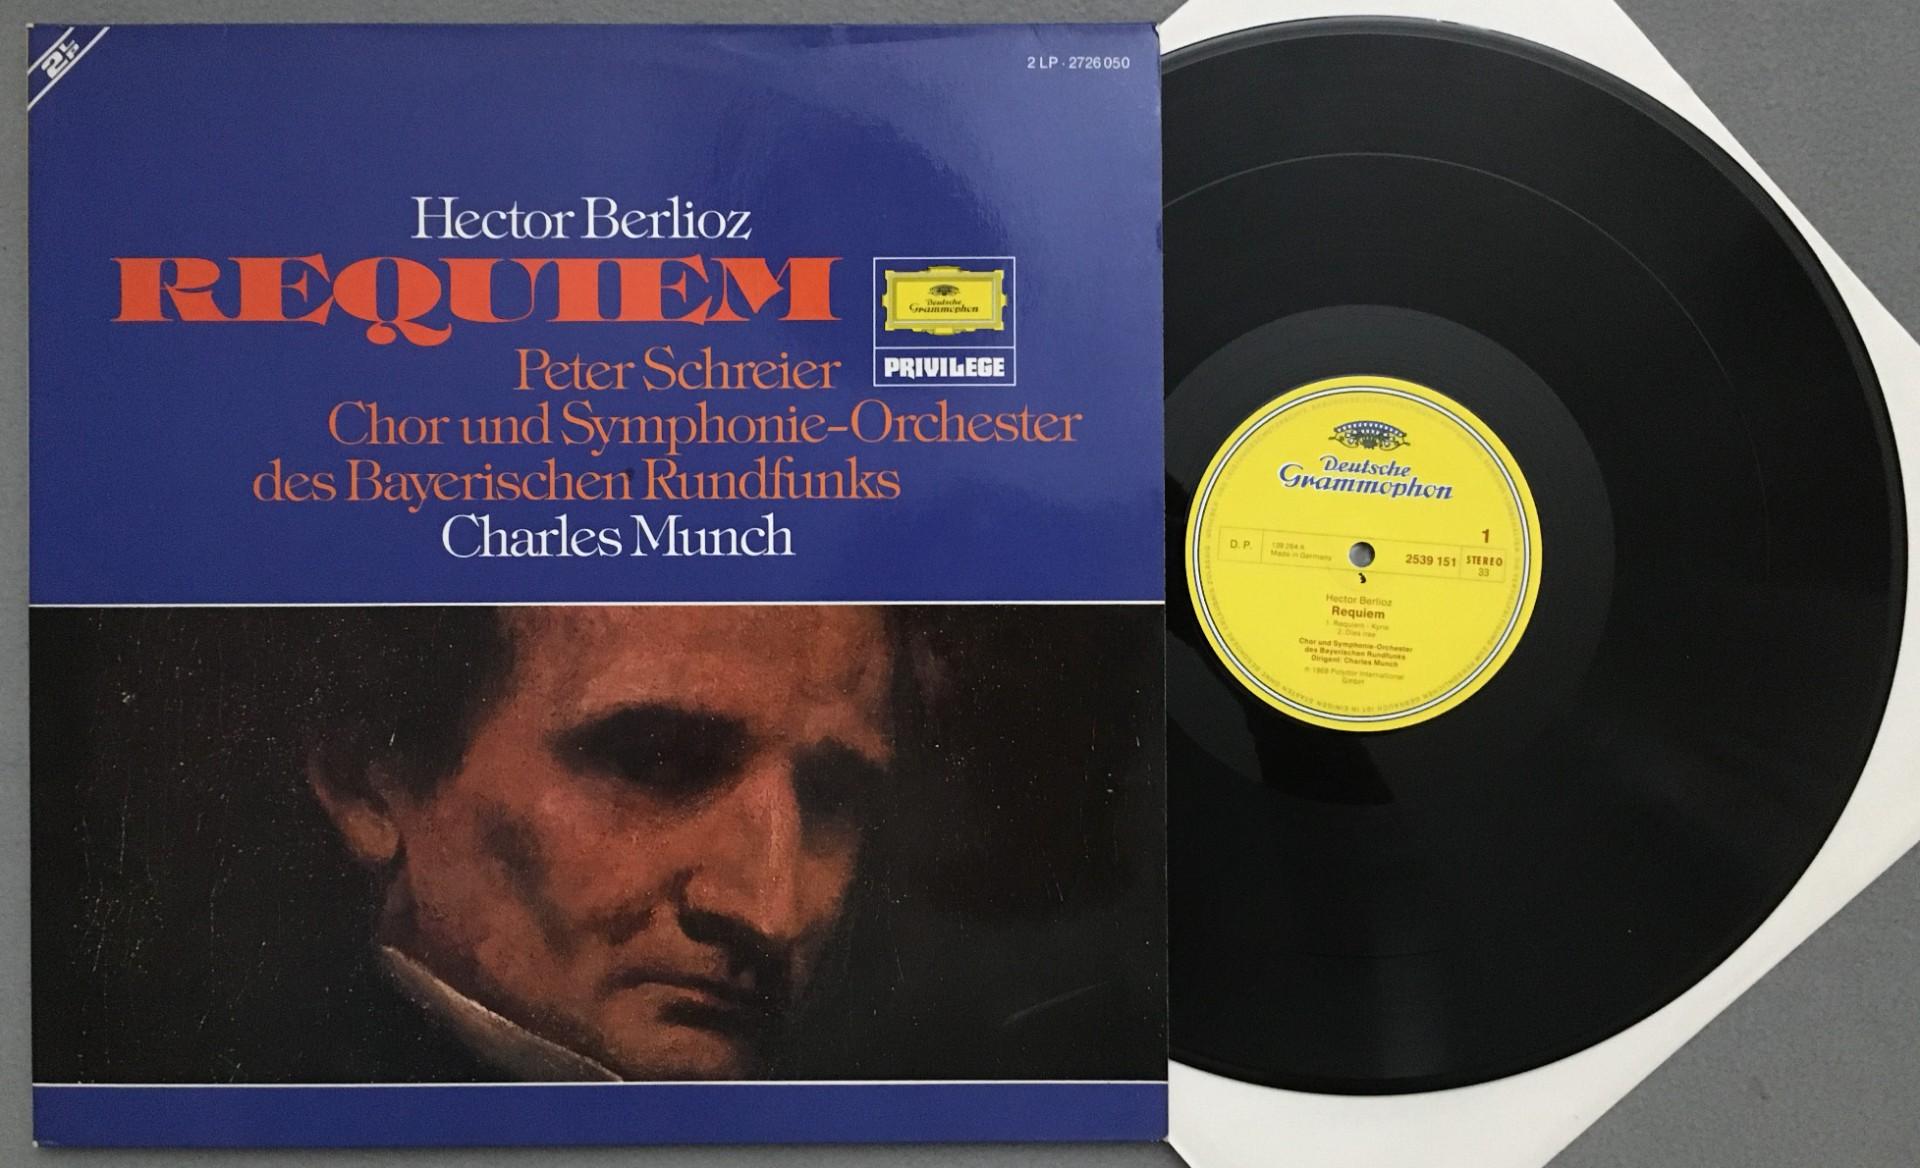 2LP
2 LP · 2726 050
Hector Berlioz
REQUIEM
Deutsche
Grammophon
PRIVILEGE
Peter Schreier
Chor und Symphonie-Orchester
des Bayerischen Rundfunks
Charles Munch
Deutsche
Grammophon
1
D. P.
Made in Germany
2539 151
STEREO
33
Hector Berlioz
Requiem
1. Requiem - Kyrie
2. Dies irae
Chor und Symphonie-Orchester
des Bayerischen Rundfunks
Dirigent: Charles Munch
℗ 1968 Polydor International
GmbH